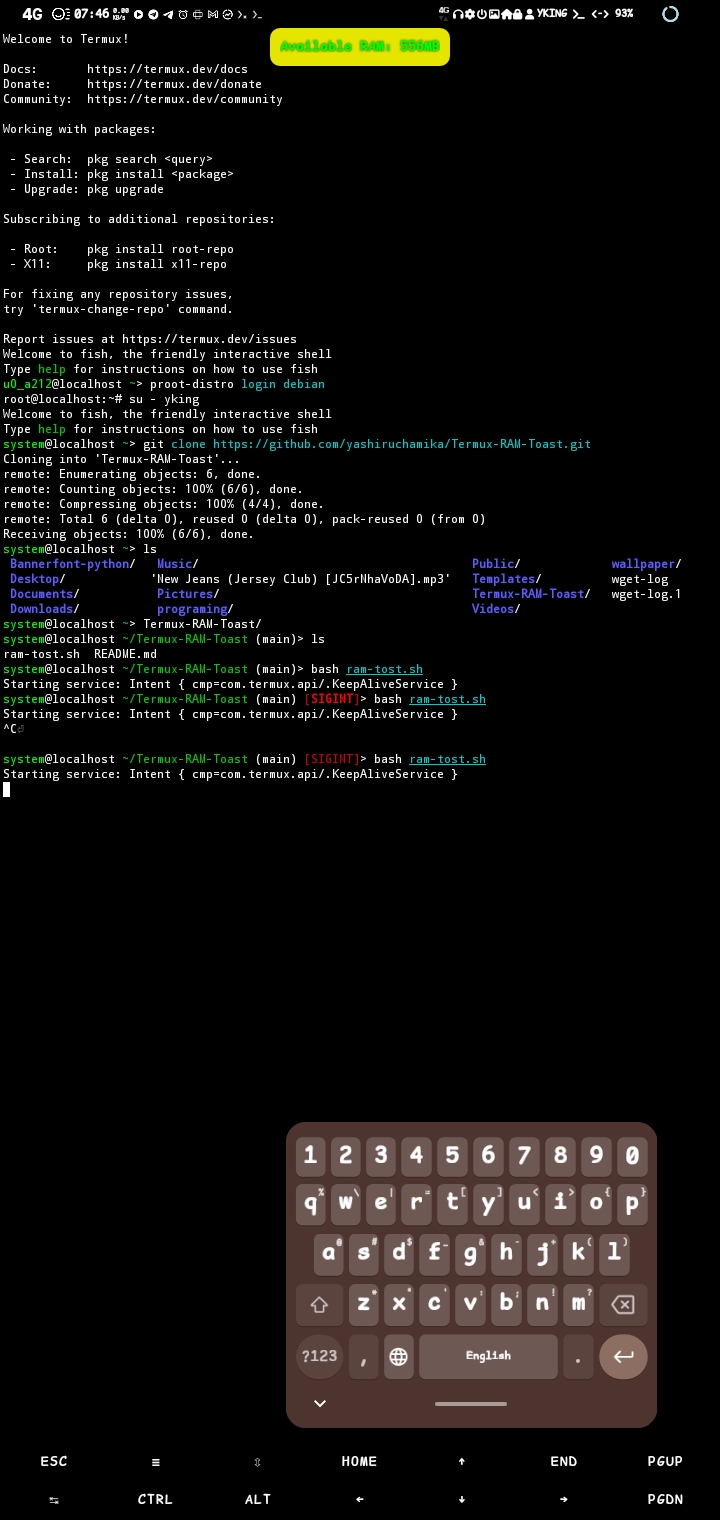 4G 07:46 0.00 KB/s 4G YKING 93%
Available RAM: 556MB
Welcome to Termux!
Docs: https://termux.dev/docs
Donate: https://termux.dev/donate
Community: https://termux.dev/community
Working with packages:
- Search: pkg search <query>
- Install: pkg install <package>
- Upgrade: pkg upgrade
Subscribing to additional repositories:
- Root: pkg install root-repo
- X11: pkg install x11-repo
For fixing any repository issues,
try 'termux-change-repo' command.
Report issues at https://termux.dev/issues
Welcome to fish, the friendly interactive shell
Type help for instructions on how to use fish
u0_a212@localhost ~> proot-distro login debian
root@localhost:~# su - yking
Welcome to fish, the friendly interactive shell
Type help for instructions on how to use fish
system@localhost ~> git clone https://github.com/yashiruchamika/Termux-RAM-Toast.git
Cloning into 'Termux-RAM-Toast'...
remote: Enumerating objects: 6, done.
remote: Counting objects: 100% (6/6), done.
remote: Compressing objects: 100% (4/4), done.
remote: Total 6 (delta 0), reused 0 (delta 0), pack-reused 0 (from 0)
Receiving objects: 100% (6/6), done.
system@localhost ~> ls
Bannerfont-python/ Music/ Public/ wallpaper/
Desktop/ 'New Jeans (Jersey Club) [JC5rNhaVoDA].mp3' Templates/ wget-log
Documents/ Pictures/ Termux-RAM-Toast/ wget-log.1
Downloads/ programing/ Videos/
system@localhost ~> Termux-RAM-Toast/
system@localhost ~/Termux-RAM-Toast (main)> ls
ram-tost.sh README.md
system@localhost ~/Termux-RAM-Toast (main)> bash ram-tost.sh
Starting service: Intent { cmp=com.termux.api/.KeepAliveService }
system@localhost ~/Termux-RAM-Toast (main) [SIGINT]> bash ram-tost.sh
Starting service: Intent { cmp=com.termux.api/.KeepAliveService }
^C⏎
system@localhost ~/Termux-RAM-Toast (main) [SIGINT]> bash ram-tost.sh
Starting service: Intent { cmp=com.termux.api/.KeepAliveService }
1 2 3 4 5 6 7 8 9 0
q% w\ e| r= t[ y] u< i> o{ p}
a@ s# d$ f_ g& h- j+ k( l)
z* x" c' v: b; n! m?
?123 , English .
ESC ≡ ⇳ HOME ↑ END PGUP
↹ CTRL ALT ← ↓ → PGDN